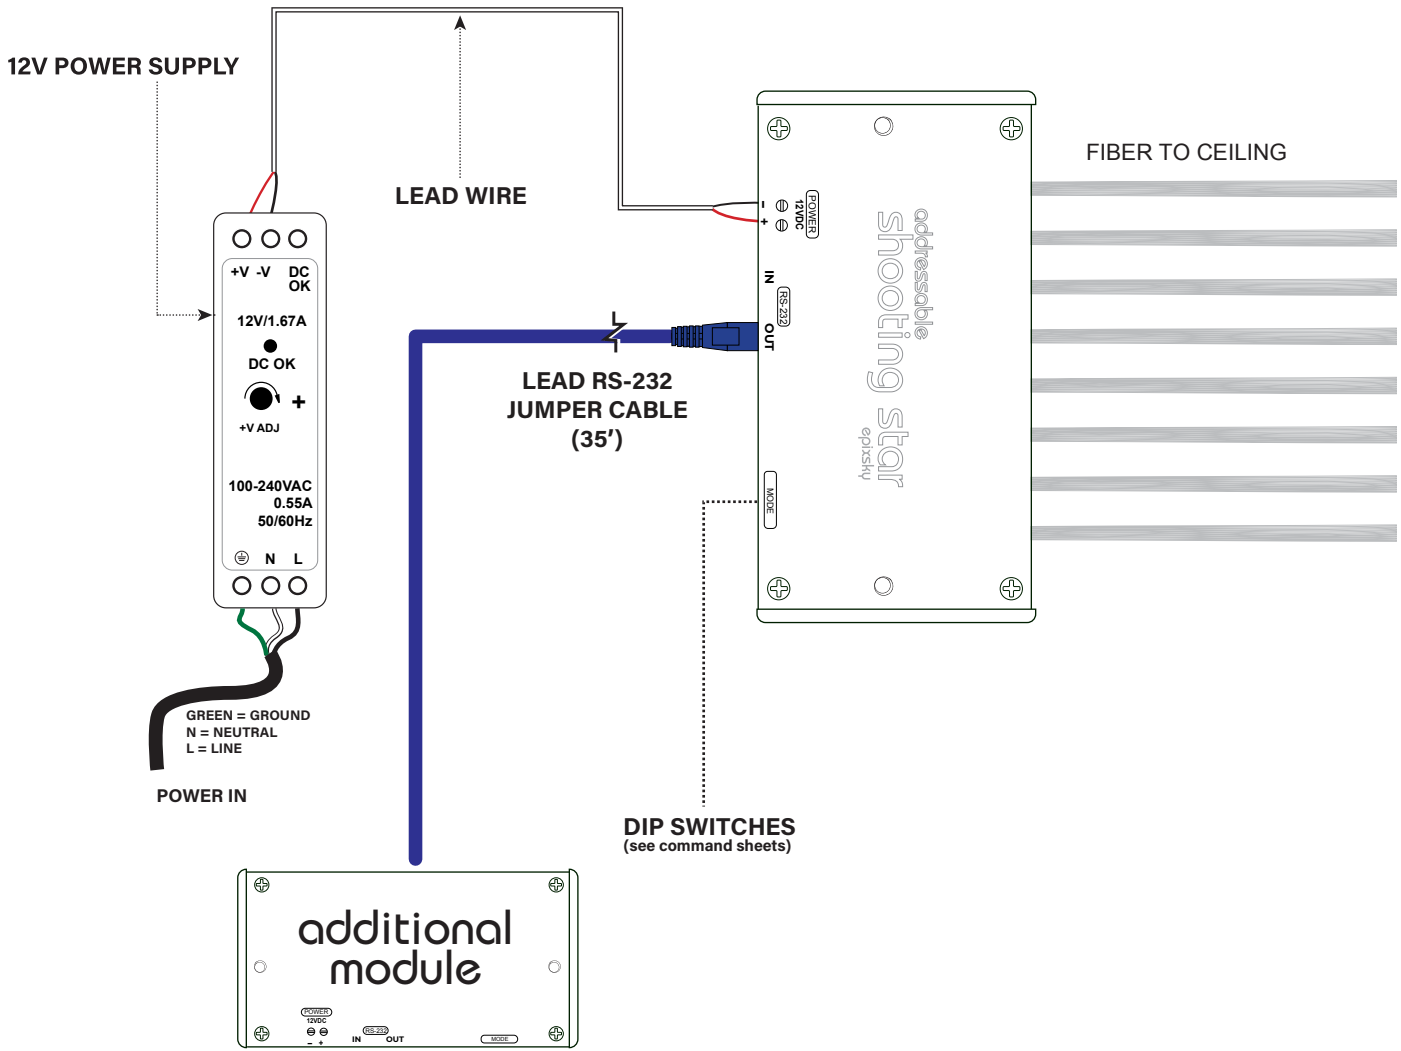 12V POWER SUPPLY
LEAD WIRE
FIBER TO CEILING
+V -V DC
OK
12V/1.67A
DC OK
+
+V ADJ
100-240VAC
0.55A
50/60Hz
N L
GREEN = GROUND
N = NEUTRAL
L = LINE
POWER IN
- +
POWER
12VDC
IN
RS-232
OUT
MODE
addressable
shooting star
epixsky
LEAD RS-232
JUMPER CABLE
(35')
DIP SWITCHES
(see command sheets)
additional
module
POWER
12VDC
- +
RS-232
IN OUT
MODE